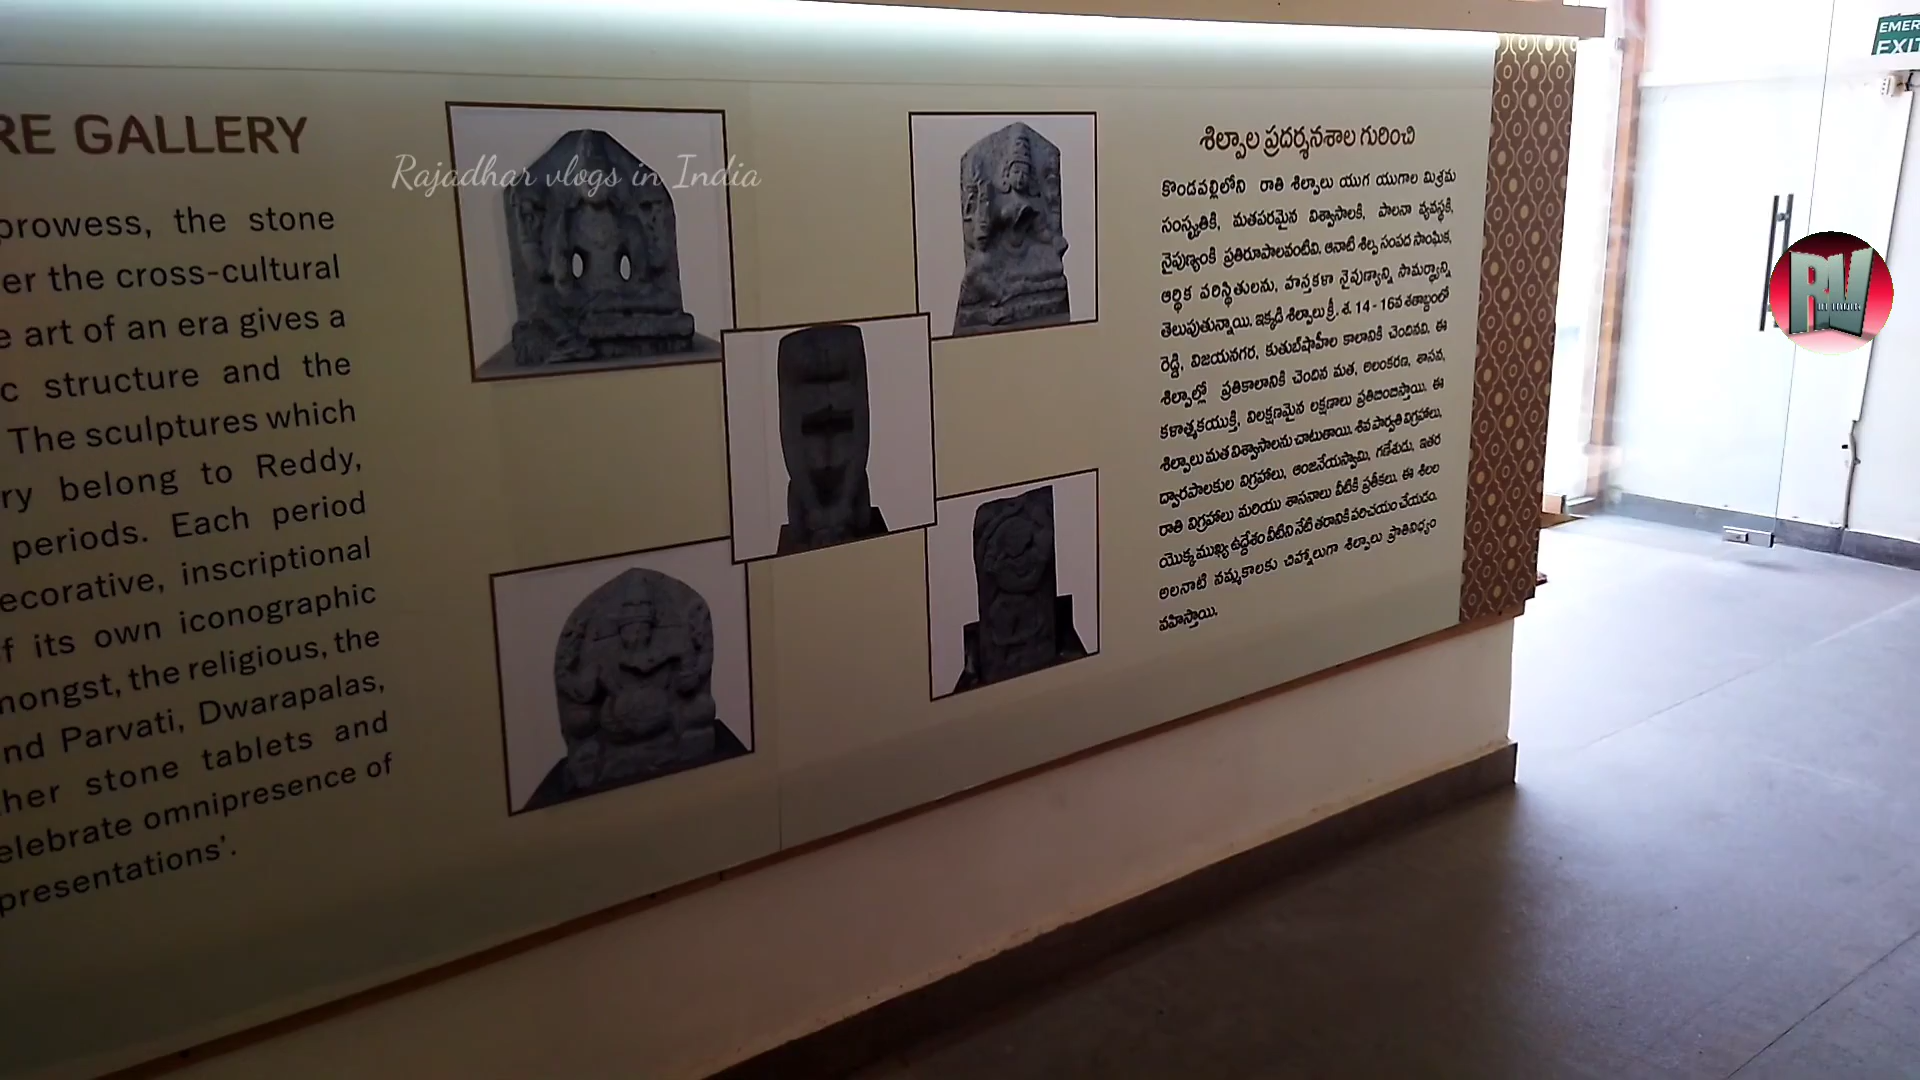 RE GALLERY
prowess, the stone
er the cross-cultural
e art of an era gives a
c structure and the
The sculptures which
ry belong to Reddy,
periods. Each period
ecorative, inscriptional
f its own iconographic
mongst, the religious, the
nd Parvati, Dwarapalas,
her stone tablets and
elebrate omnipresence of
presentations'.
Rajadhar vlogs in India
శిల్పాల ప్రదర్శనశాల గురించి
కొండవల్లిలోని రాతి శిల్పాలు యుగ యుగాల మిశ్రమ
సంస్కృతికి, మతపరమైన విశ్వాసాలకి, పాలనా వ్యవస్థకి,
నైపుణ్యంకి ప్రతిరూపాలవంటివి. ఆనాటి శిల్ప సంపద సాంఘిక,
ఆర్థిక పరిస్థితులను, హస్తకళా నైపుణ్యాన్ని సామర్థ్యాన్ని
తెలుపుతున్నాయి. ఇక్కడి శిల్పాలు క్రీ. శ. 14 - 16వ శతాబ్దంలో
రెడ్డి, విజయనగర, కుతుబ్‌షాహీల కాలానికి చెందినవి. ఈ
శిల్పాల్లో ప్రతికాలానికి చెందిన మత, అలంకరణ, శాసన,
కళాత్మకయుక్తి, విలక్షణమైన లక్షణాలు ప్రతిబింబిస్తాయి. ఈ
శిల్పాలు మత విశ్వాసాలను చాటుతాయి. శివ పార్వతి విగ్రహాలు,
ద్వారపాలకుల విగ్రహాలు, ఆంజనేయస్వామి, గణేశుడు, ఇతర
రాతి విగ్రహాలు మరియు శాసనాలు వీటికి ప్రతీకలు. ఈ శిలల
యొక్క ముఖ్య ఉద్దేశం వీటిని నేటి తరానికి పరిచయం చేయడం.
అలనాటి నమ్మకాలకు చిహ్నాలుగా శిల్పాలు ప్రాతినిధ్యం
వహిస్తాయి.
EMER
EXIT
RV